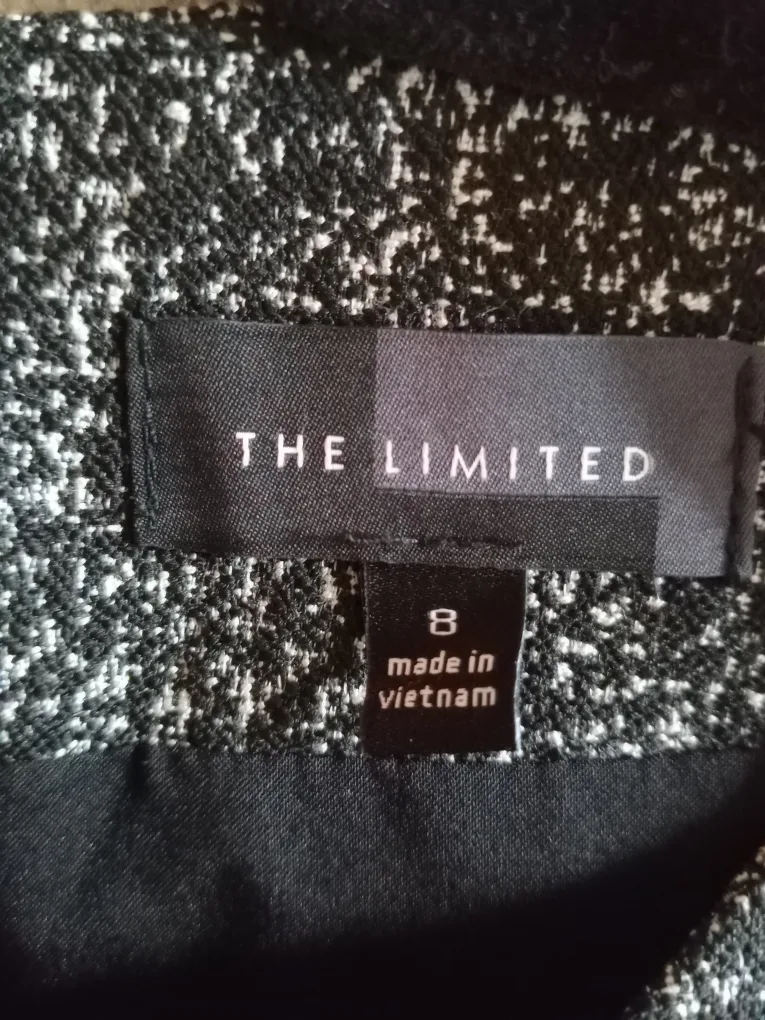 THE LIMITED
8
made in
vietnam